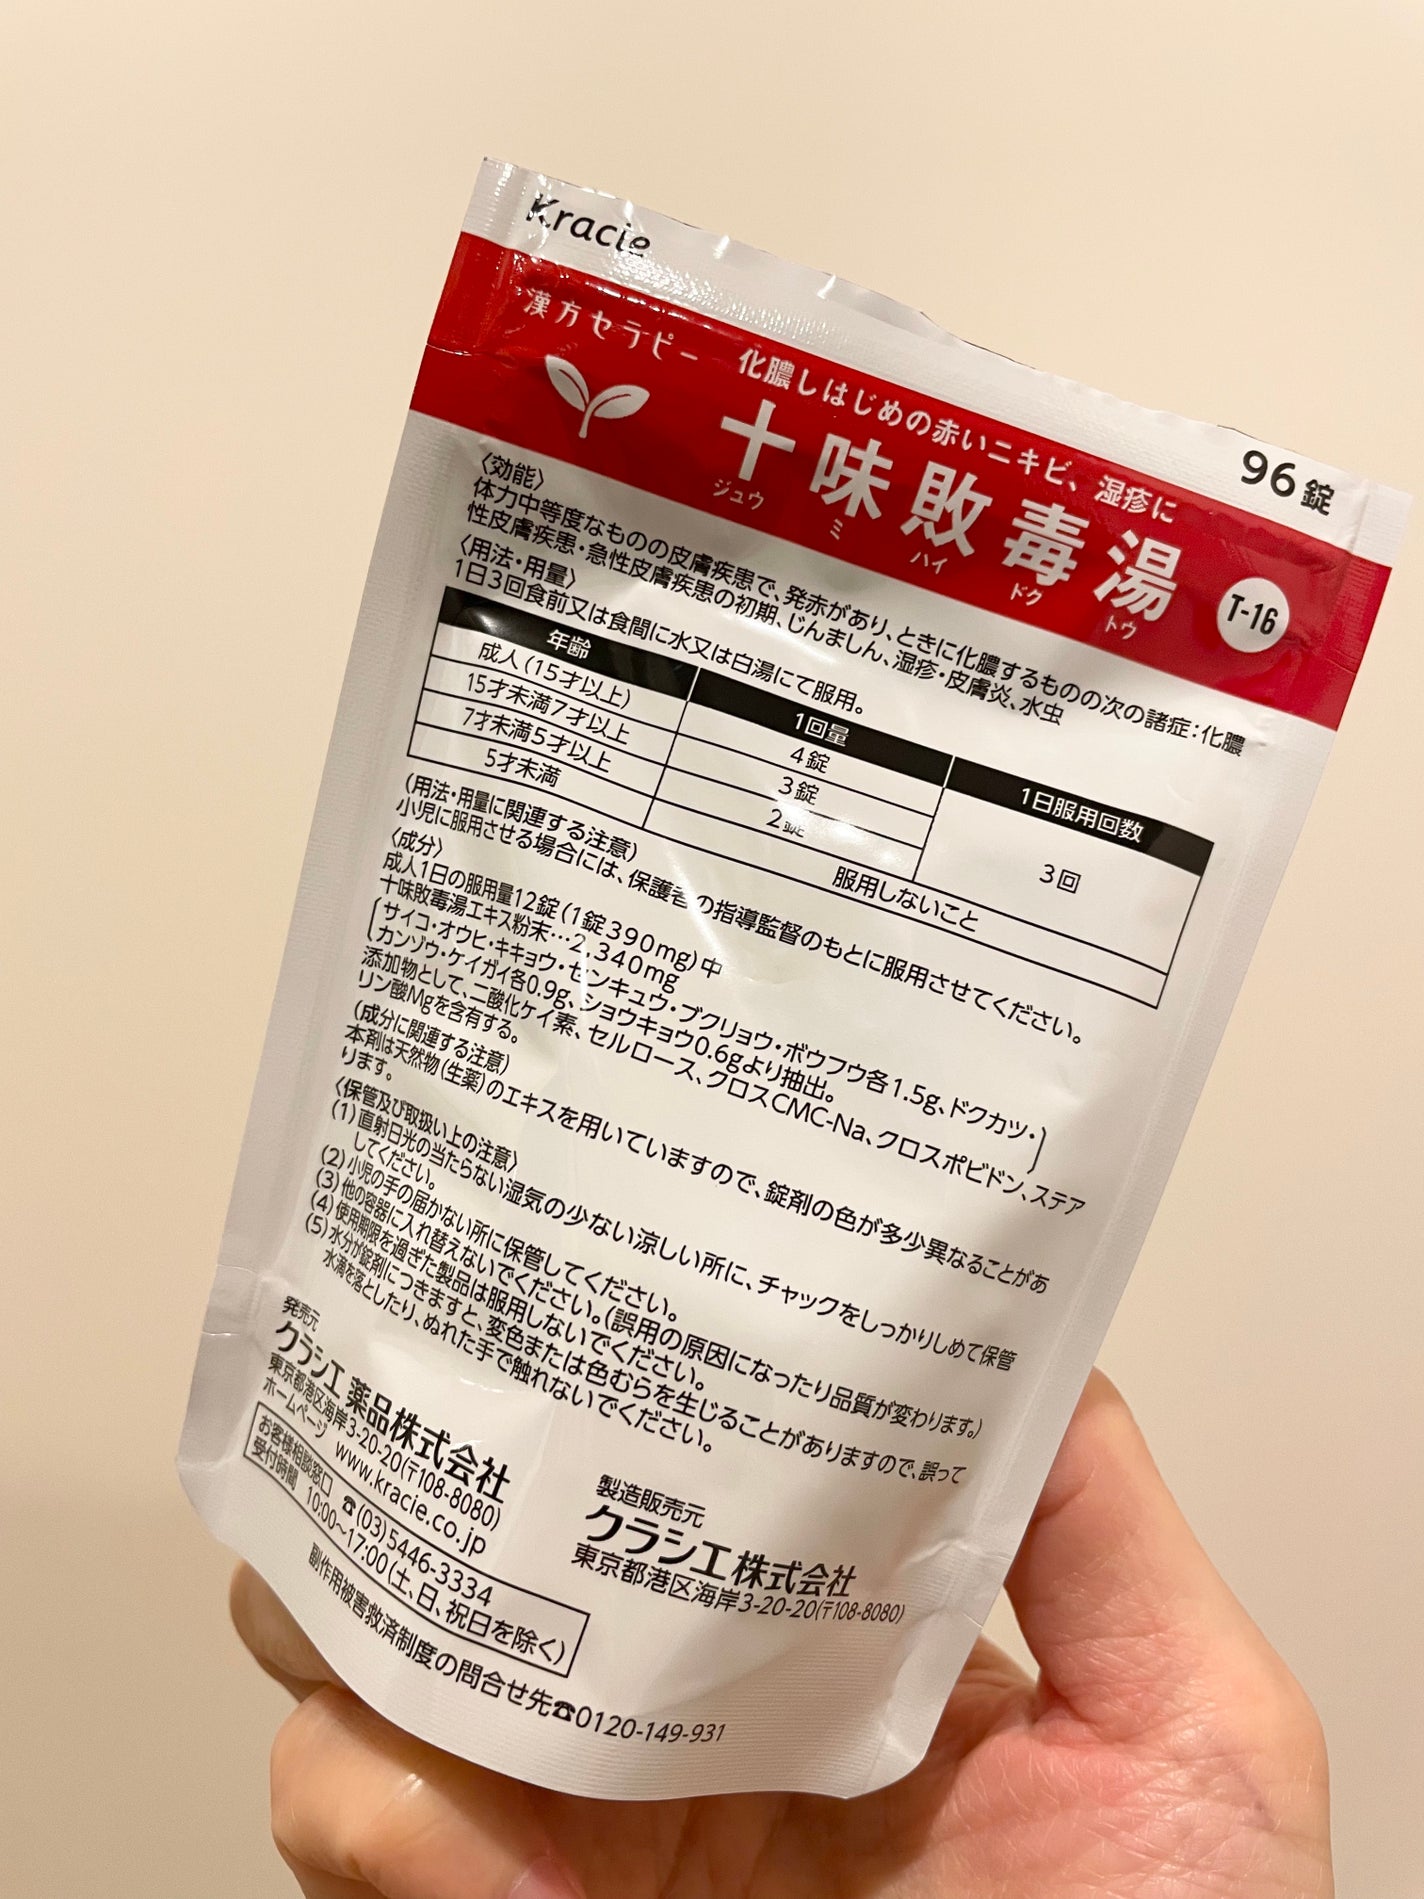 Kracie
漢方セラピー
化膿しはじめの赤いニキビ、湿疹に
96錠
十味敗毒湯
ジュウ ミ ハイ ドク トウ
T-16
〈効能〉
体力中等度なものの皮膚疾患で、発赤があり、ときに化膿するものの次の諸症：化膿
性皮膚疾患・急性皮膚疾患の初期、じんましん、湿疹・皮膚炎、水虫
〈用法・用量〉
1日3回食前又は食間に水又は白湯にて服用。
年齢 1回量 1日服用回数
成人（15才以上） 4錠 3回
15才未満7才以上 3錠
7才未満5才以上 2錠
5才未満 服用しないこと
（用法・用量に関連する注意）
小児に服用させる場合には、保護者の指導監督のもとに服用させてください。
〈成分〉
成人1日の服用量12錠（1錠390mg）中
十味敗毒湯エキス粉末…2,340mg
サイコ・オウヒ・キキョウ・センキュウ・ブクリョウ・ボウフウ各1.5g、ドクカツ・
カンゾウ・ケイガイ各0.9g、ショウキョウ0.6gより抽出。
添加物として、二酸化ケイ素、セルロース、クロスCMC-Na、クロスポビドン、ステア
リン酸Mgを含有する。
（成分に関連する注意）
本剤は天然物（生薬）のエキスを用いていますので、錠剤の色が多少異なることがあ
ります。
〈保管及び取扱い上の注意〉
（1）直射日光の当たらない湿気の少ない涼しい所に、チャックをしっかりしめて保管
してください。
（2）小児の手の届かない所に保管してください。
（3）他の容器に入れ替えないでください。（誤用の原因になったり品質が変わります。）
（4）使用期限を過ぎた製品は服用しないでください。
（5）水分が錠剤につきますと、変色または色むらを生じることがありますので、誤って
水滴を落としたり、ぬれた手で触れないでください。
発売元
クラシエ薬品株式会社
東京都港区海岸3-20-20（〒108-8080）
ホームページ www.kracie.co.jp
お客様相談窓口 ☎（03）5446-3334
受付時間 10:00〜17:00（土、日、祝日を除く）
製造販売元
クラシエ株式会社
東京都港区海岸3-20-20（〒108-8080）
副作用被害救済制度の問合せ先☎0120-149-931